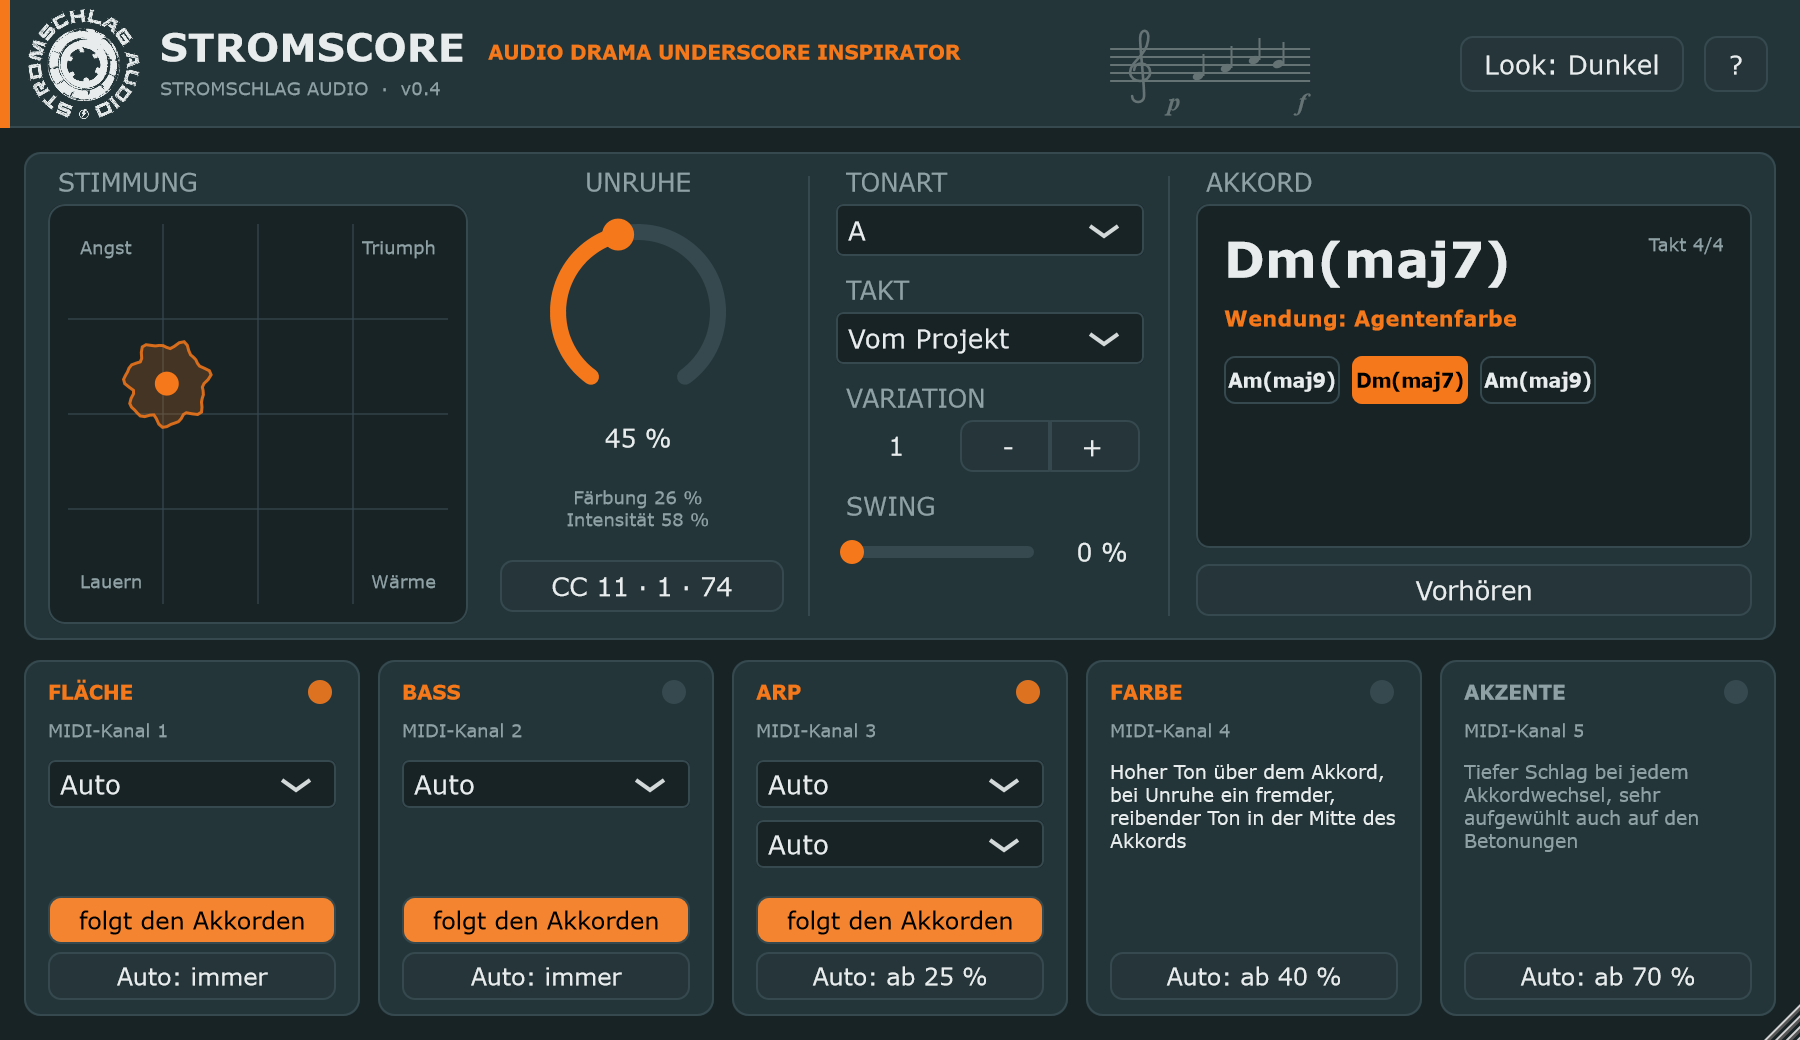 STROMSCHLAG AUDIO
STROMSCORE
AUDIO DRAMA UNDERSCORE INSPIRATOR
STROMSCHLAG AUDIO · v0.4
p
f
Look: Dunkel
?
STIMMUNG
Angst
Triumph
Lauern
Wärme
UNRUHE
45 %
Färbung 26 %
Intensität 58 %
CC 11 · 1 · 74
TONART
A
TAKT
Vom Projekt
VARIATION
1
-
+
SWING
0 %
AKKORD
Dm(maj7)
Takt 4/4
Wendung: Agentenfarbe
Am(maj9)
Dm(maj7)
Am(maj9)
Vorhören
FLÄCHE
MIDI-Kanal 1
Auto
folgt den Akkorden
Auto: immer
BASS
MIDI-Kanal 2
Auto
folgt den Akkorden
Auto: immer
ARP
MIDI-Kanal 3
Auto
Auto
folgt den Akkorden
Auto: ab 25 %
FARBE
MIDI-Kanal 4
Hoher Ton über dem Akkord,
bei Unruhe ein fremder,
reibender Ton in der Mitte des
Akkords
Auto: ab 40 %
AKZENTE
MIDI-Kanal 5
Tiefer Schlag bei jedem
Akkordwechsel, sehr
aufgewühlt auch auf den
Betonungen
Auto: ab 70 %